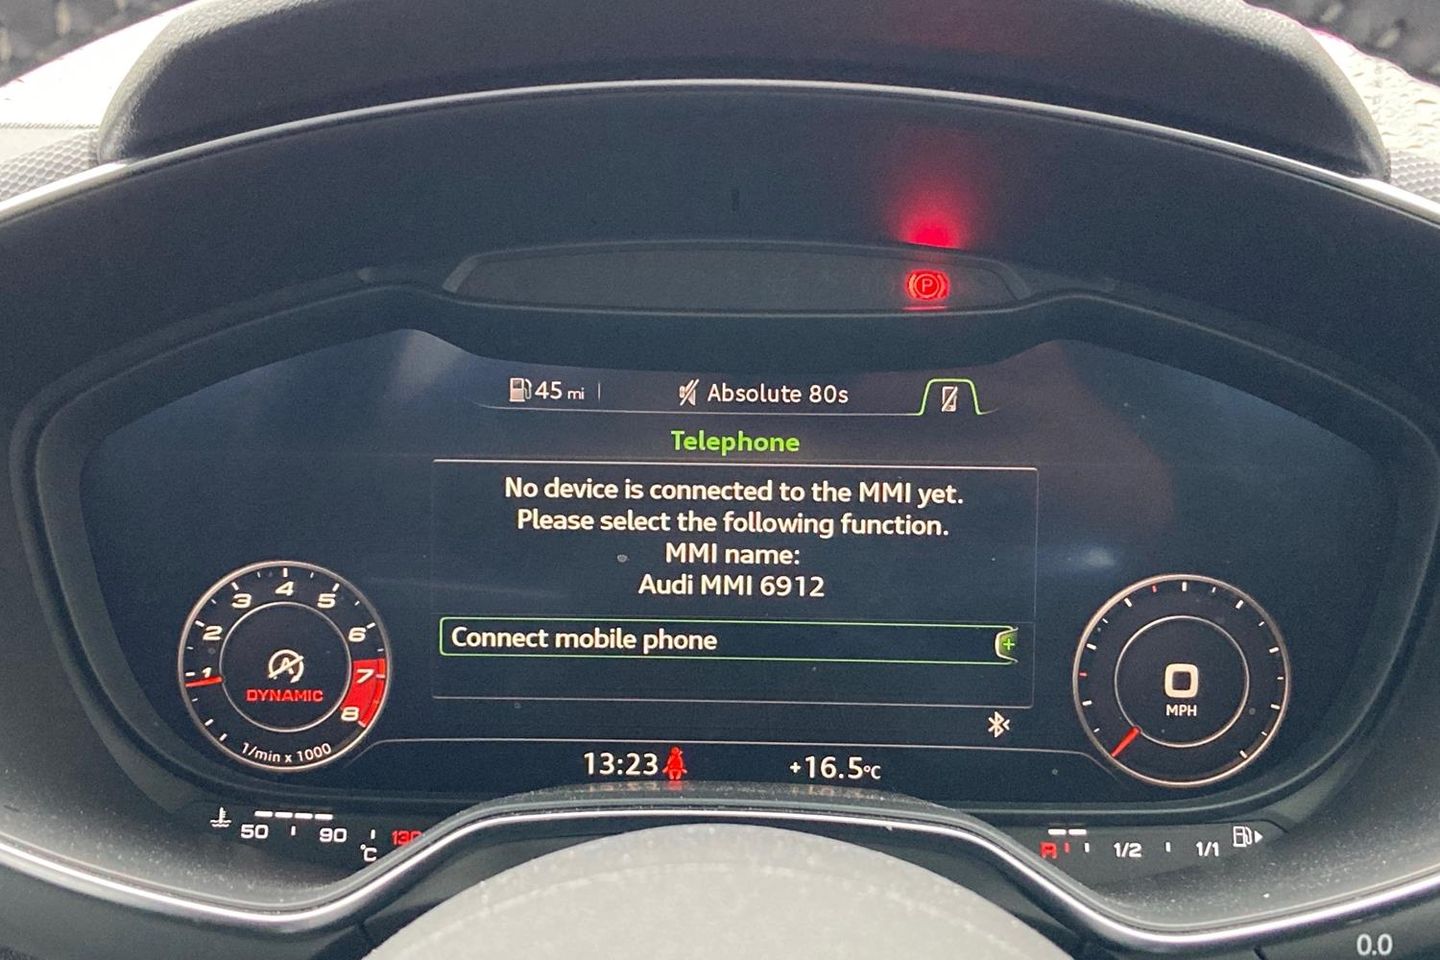 P
45 mi
Absolute 80s
Telephone
No device is connected to the MMI yet.
Please select the following function.
MMI name:
Audi MMI 6912
Connect mobile phone
1 2 3 4 5 6 7 8
A
DYNAMIC
1/min x 1000
0
MPH
13:23
+16.5°C
50 90 130
°C
R 1/2 1/1
0.0